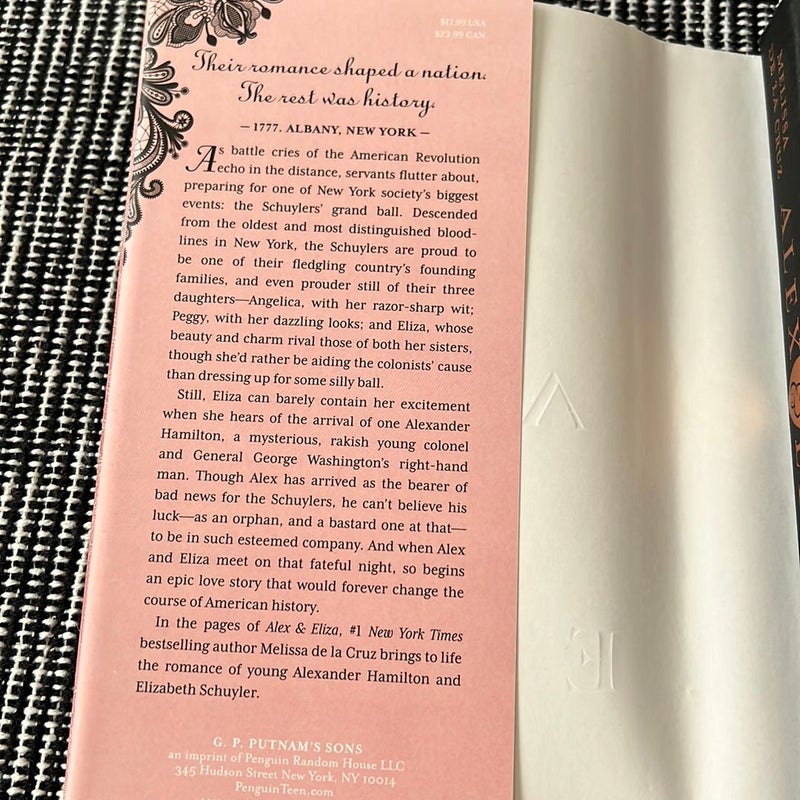 $17.99 USA
$23.99 CAN
Their romance shaped a nation.
The rest was history.
— 1777. ALBANY, NEW YORK —
As battle cries of the American Revolution
echo in the distance, servants flutter about,
preparing for one of New York society's biggest
events: the Schuylers' grand ball. Descended
from the oldest and most distinguished blood-
lines in New York, the Schuylers are proud to
be one of their fledgling country's founding
families, and even prouder still of their three
daughters—Angelica, with her razor-sharp wit;
Peggy, with her dazzling looks; and Eliza, whose
beauty and charm rival those of both her sisters,
though she'd rather be aiding the colonists' cause
than dressing up for some silly ball.
Still, Eliza can barely contain her excitement
when she hears of the arrival of one Alexander
Hamilton, a mysterious, rakish young colonel
and General George Washington's right-hand
man. Though Alex has arrived as the bearer of
bad news for the Schuylers, he can't believe his
luck—as an orphan, and a bastard one at that—
to be in such esteemed company. And when Alex
and Eliza meet on that fateful night, so begins
an epic love story that would forever change the
course of American history.
In the pages of Alex & Eliza, #1 New York Times
bestselling author Melissa de la Cruz brings to life
the romance of young Alexander Hamilton and
Elizabeth Schuyler.
G. P. PUTNAM'S SONS
an imprint of Penguin Random House LLC
345 Hudson Street New York, NY 10014
PenguinTeen.com
V
E
MELISSA
DE LA CRUZ
ALEX
&